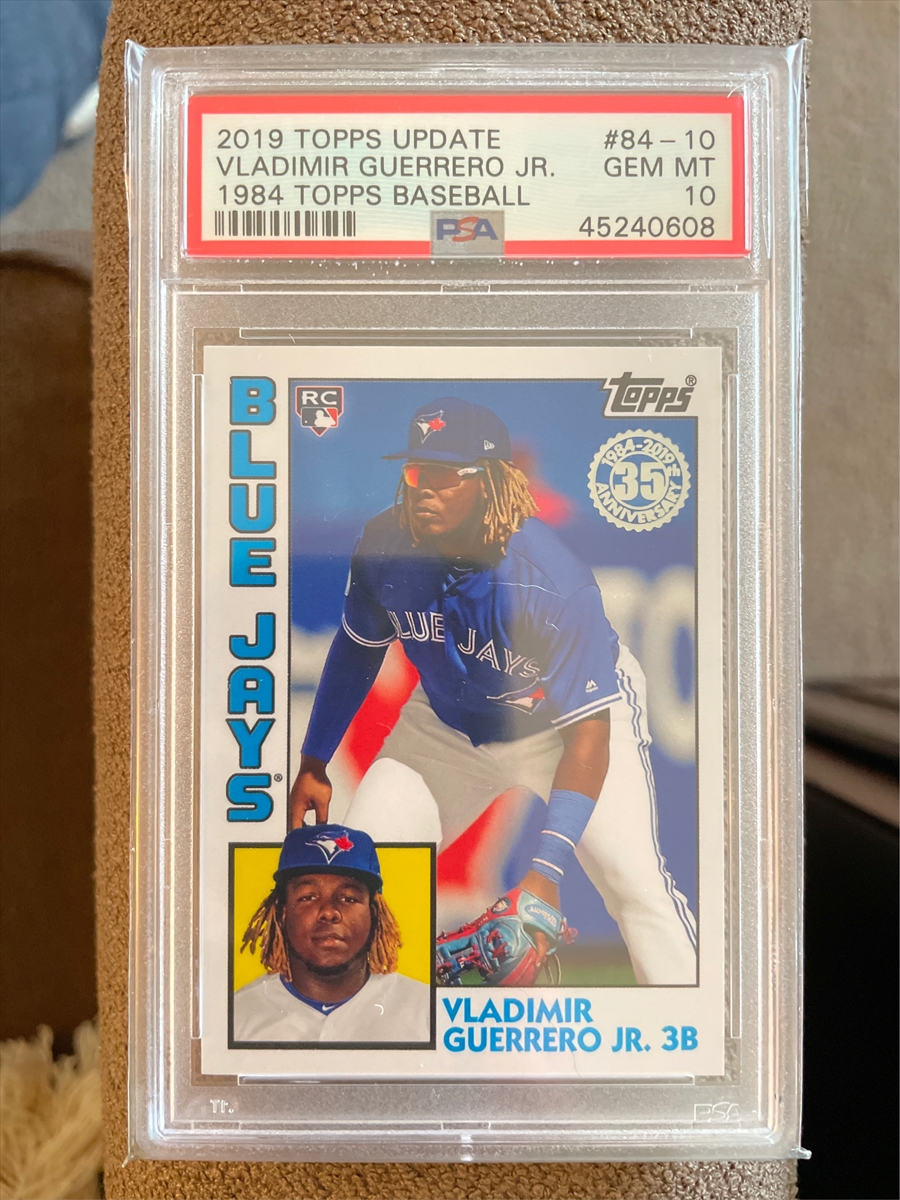 2019 TOPPS UPDATE #84-10
VLADIMIR GUERRERO JR. GEM MT
1984 TOPPS BASEBALL 10
PSA 45240608
BLUE JAYS®
RC
topps®
1984-2019
35
ANNIVERSARY
BLUE JAYS
VLADIMIR
GUERRERO JR. 3B
PSA